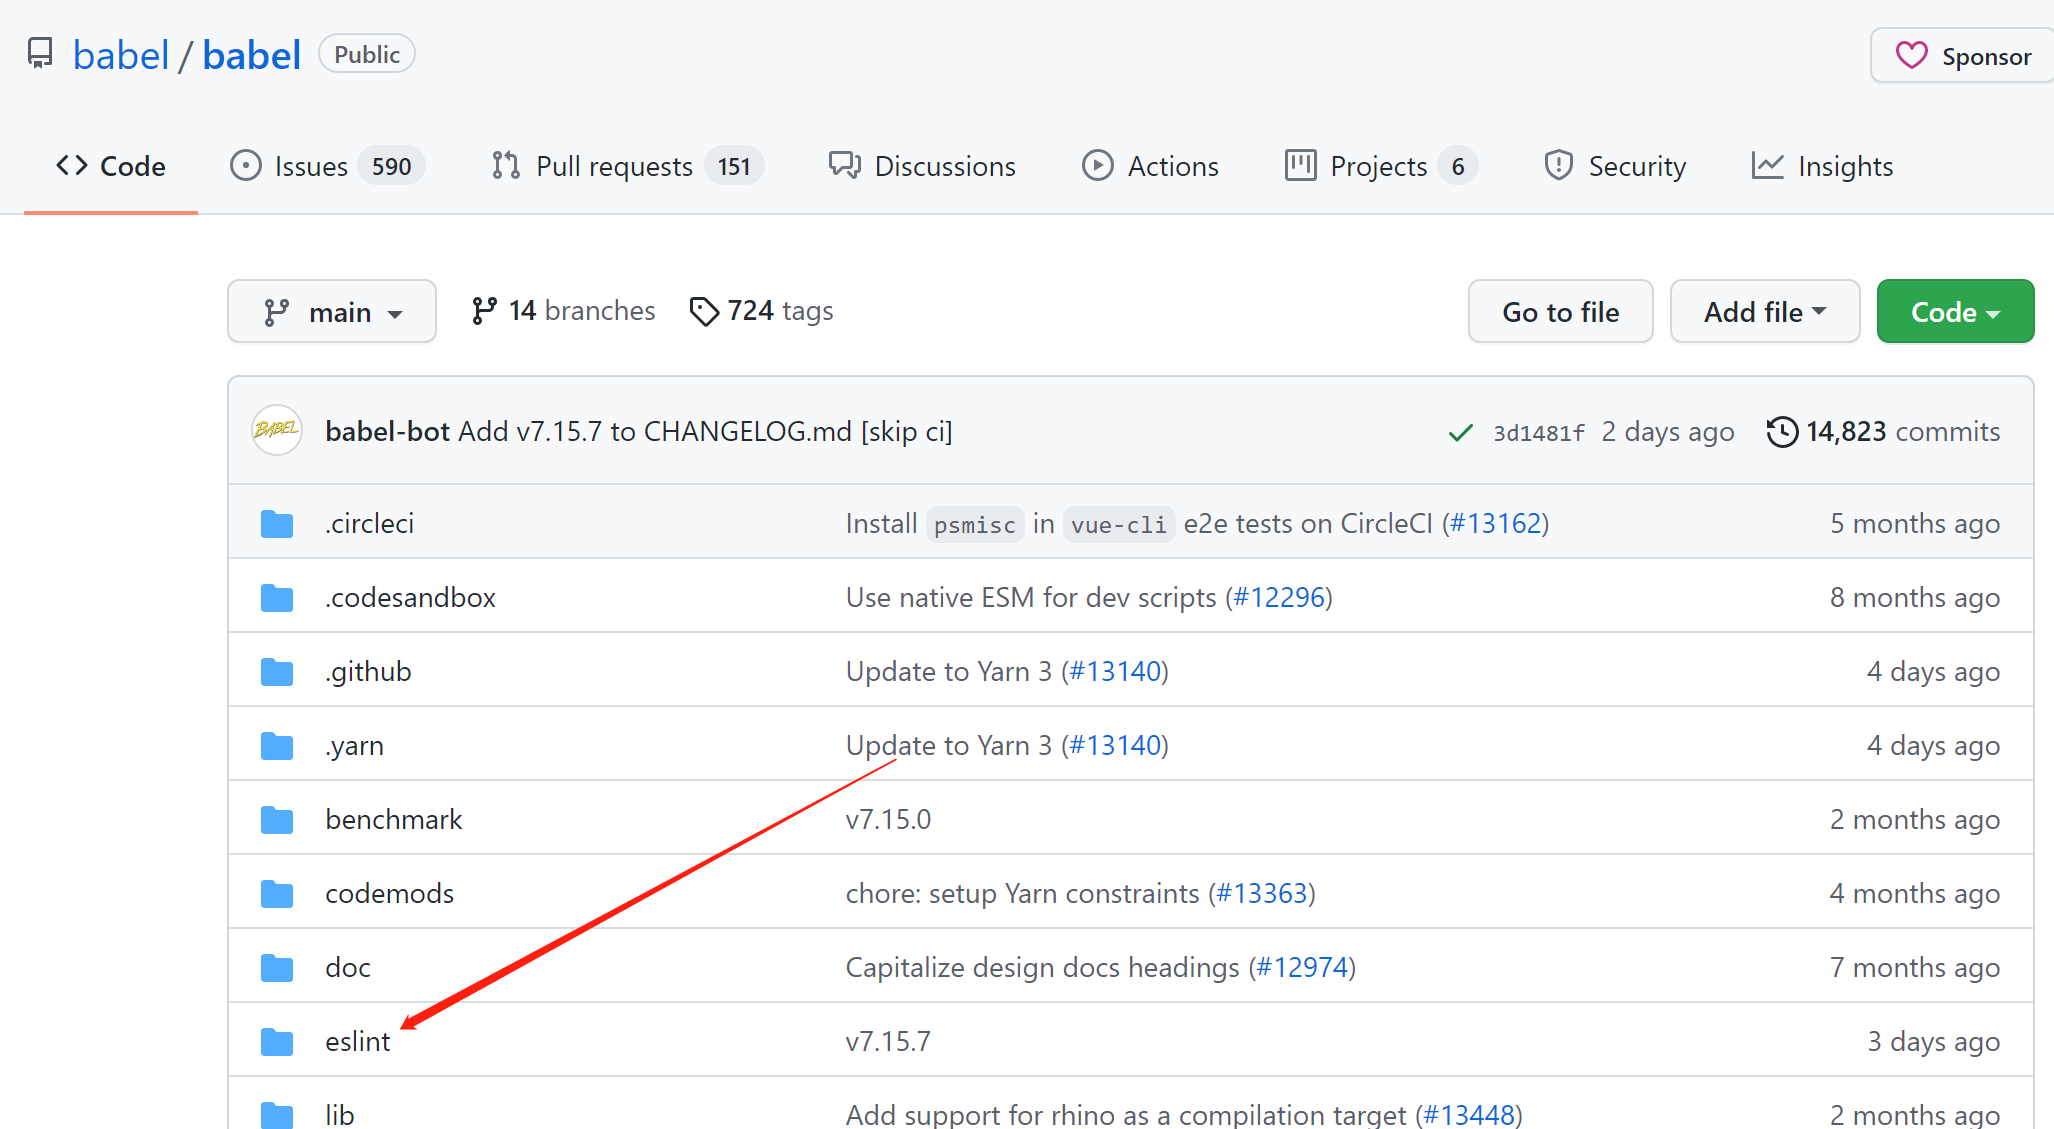 babel / babel Public Sponsor
Code Issues 590 Pull requests 151 Discussions Actions Projects 6 Security Insights
main 14 branches 724 tags Go to file Add file Code
BABEL babel-bot Add v7.15.7 to CHANGELOG.md [skip ci] 3d1481f 2 days ago 14,823 commits
.circleci Install psmisc in vue-cli e2e tests on CircleCI (#13162) 5 months ago
.codesandbox Use native ESM for dev scripts (#12296) 8 months ago
.github Update to Yarn 3 (#13140) 4 days ago
.yarn Update to Yarn 3 (#13140) 4 days ago
benchmark v7.15.0 2 months ago
codemods chore: setup Yarn constraints (#13363) 4 months ago
doc Capitalize design docs headings (#12974) 7 months ago
eslint v7.15.7 3 days ago
lib Add support for rhino as a compilation target (#13448) 2 months ago